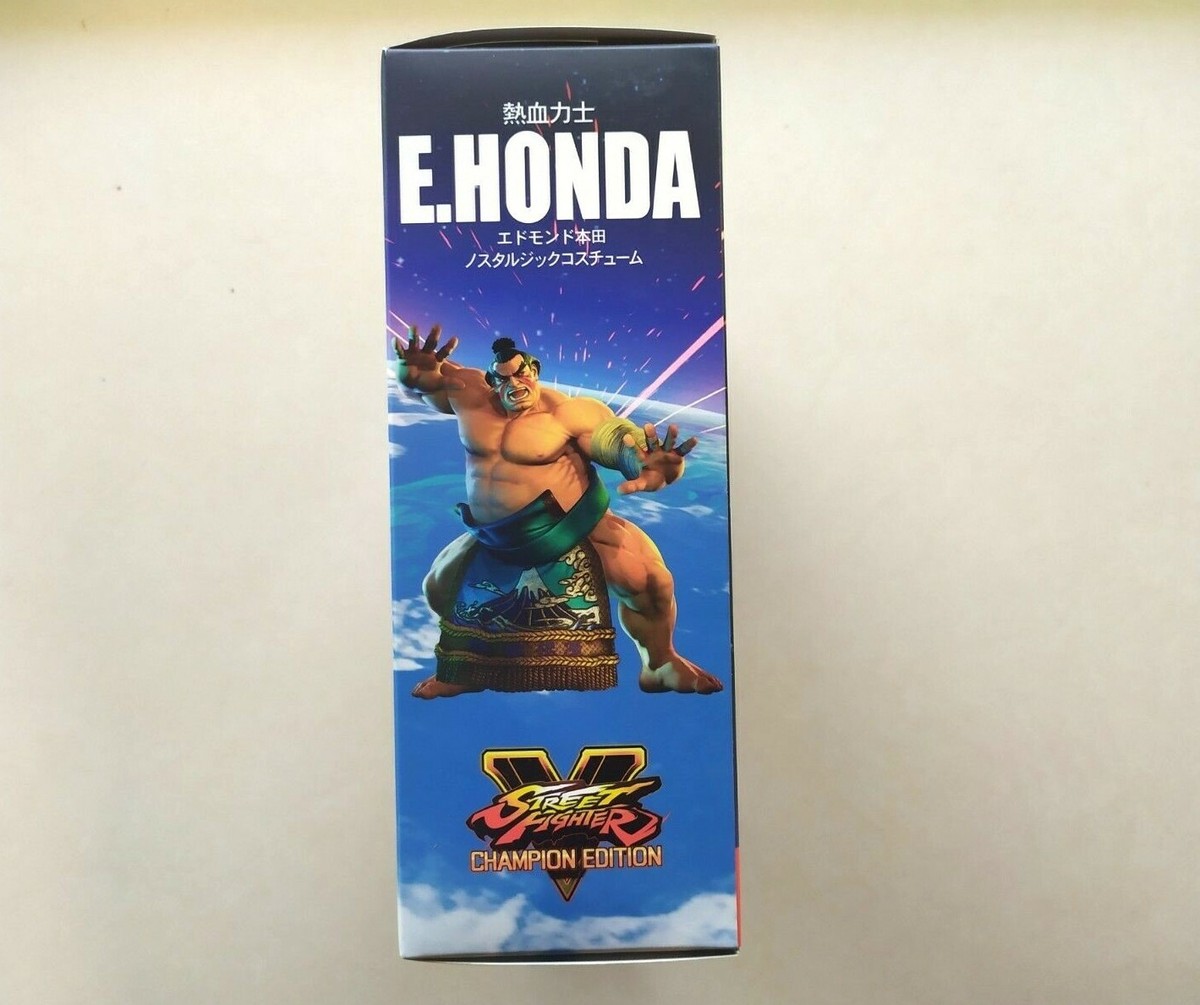 熱血力士
E.HONDA
エドモンド本田
ノスタルジックコスチューム
V
STREET
FIGHTER
CHAMPION EDITION